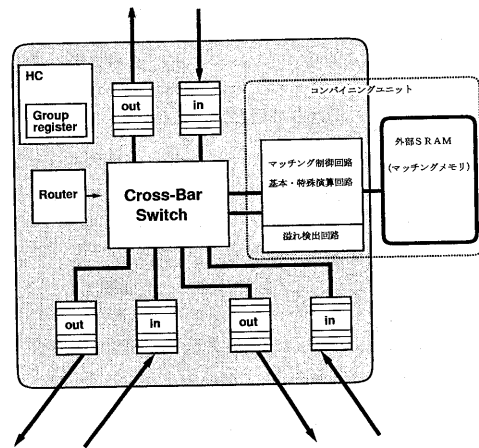 HC
Group
register
out
in
コンバイニングユニット
外部SRAM
(マッチングメモリ)
マッチング制御回路
基本・特殊演算回路
溢れ検出回路
Router
Cross-Bar
Switch
out
in
out
in